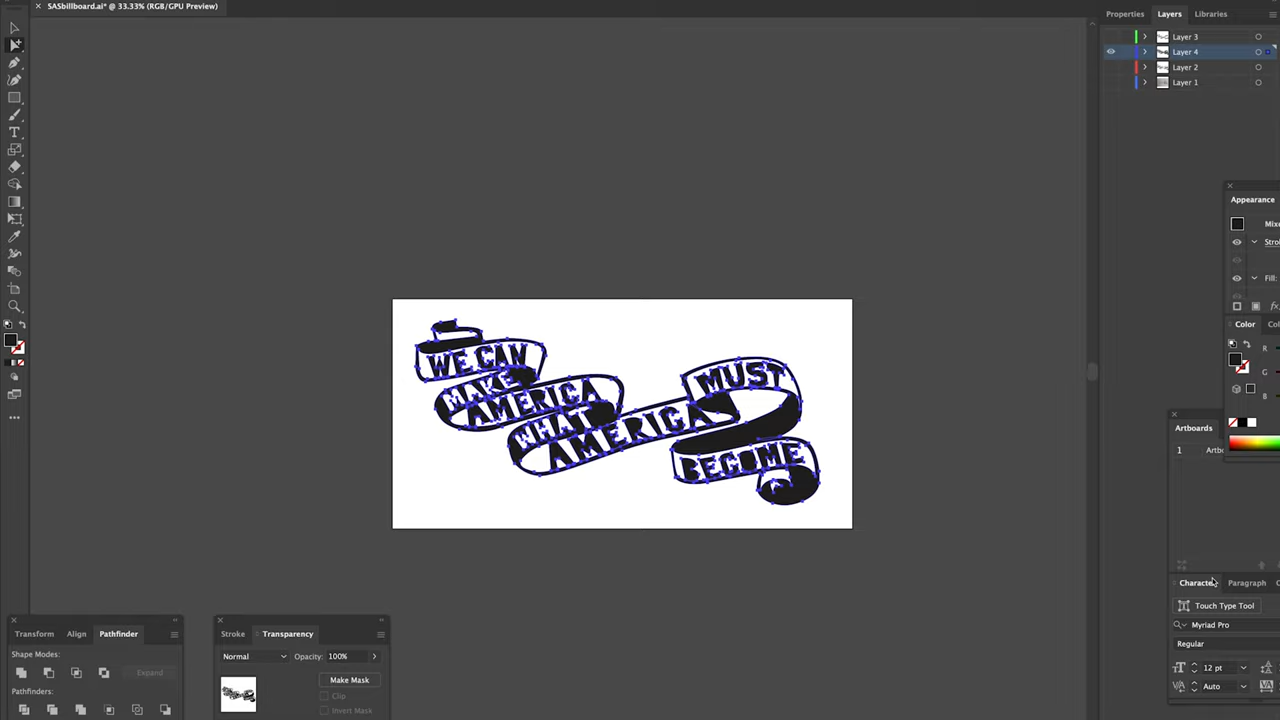 SASbillboard.ai* @ 33.33% (RGB/GPU Preview)
Properties Layers Libraries
Layer 3
Layer 4
Layer 2
Layer 1
Appearance
Color
R
G
B
WE CAN
MAKE
AMERICA
WHAT
AMERICA
MUST
BECOME
Artboards
1
Character Paragraph
Touch Type Tool
Myriad Pro
Regular
12 pt
Auto
Transform Align Pathfinder
Shape Modes:
Expand
Pathfinders:
Stroke Transparency
Normal Opacity: 100%
Make Mask
Clip
Invert Mask